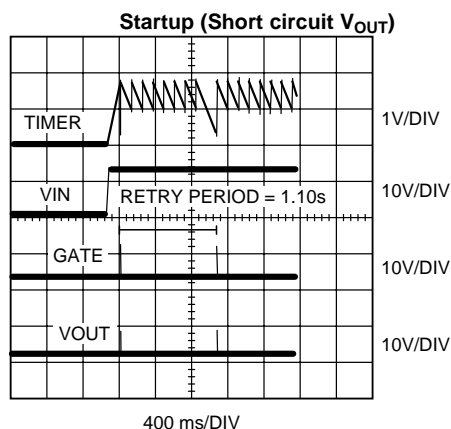 Startup (Short circuit VOUT)
TIMER
1V/DIV
VIN
RETRY PERIOD = 1.10s
10V/DIV
GATE
10V/DIV
VOUT
10V/DIV
400 ms/DIV